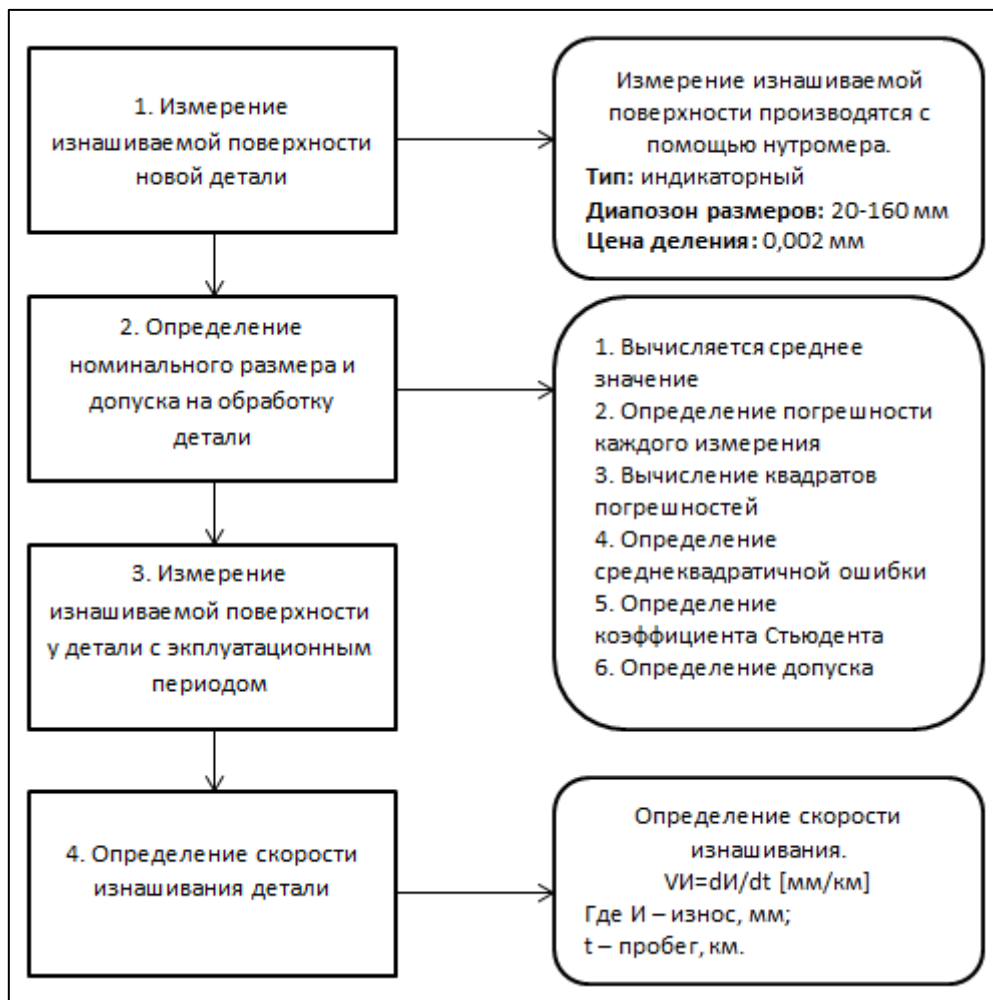 1. Измерение
изнашиваемой поверхности
новой детали
Измерение изнашиваемой
поверхности производятся с
помощью нутромера.
Тип: индикаторный
Диапозон размеров: 20-160 мм
Цена деления: 0,002 мм
2. Определение
номинального размера и
допуска на обработку
детали
1. Вычисляется среднее
значение
2. Определение погрешности
каждого измерения
3. Вычисление квадратов
погрешностей
4. Определение
среднеквадратичной ошибки
5. Определение
коэффициента Стьюдента
6. Определение допуска
3. Измерение
изнашиваемой поверхности
у детали с экплуатационным
периодом
4. Определение скорости
изнашивания детали
Определение скорости
изнашивания.
VИ=dИ/dt [мм/км]
Где И – износ, мм;
t – пробег, км.